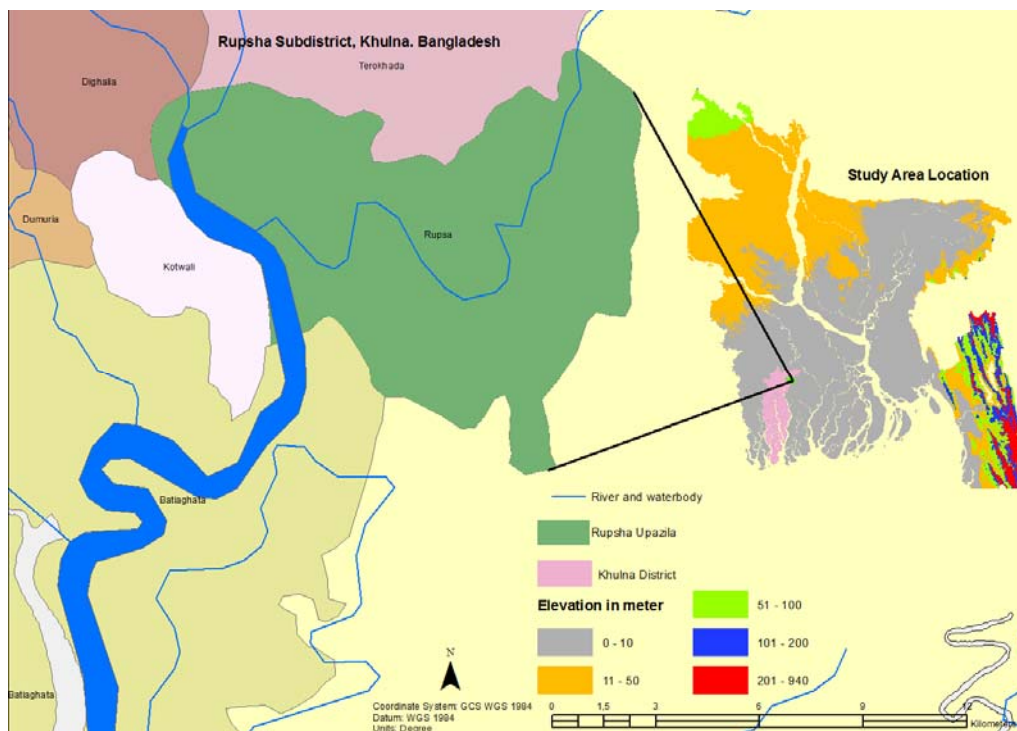 Rupsha Subdistrict, Khulna. Bangladesh
Terokhada
Dighalia
Study Area Location
Dumuria
Rupsa
Kotwali
Batiaghata
River and waterbody
Rupsha Upazila
Khulna District
Elevation in meter
51 - 100
0 - 10
101 - 200
11 - 50
201 - 940
Batiaghata
N
Coordinate System: GCS WGS 1984
Datum: WGS 1984
Units: Degree
0 1.5 3 6 9 12
Kilometers